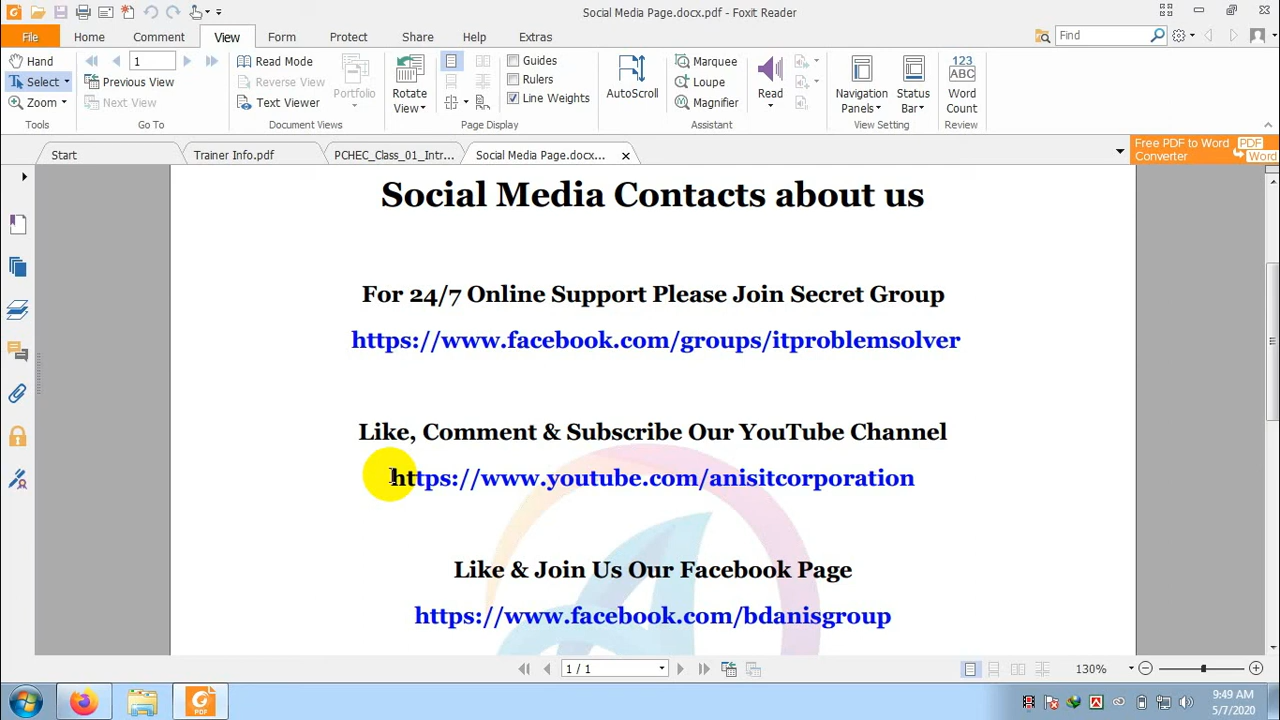 Social Media Page.docx.pdf - Foxit Reader
File Home Comment View Form Protect Share Help Extras
Find
Hand
Select
Zoom
Tools
1
Previous View
Next View
Go To
Read Mode
Reverse View
Text Viewer
Portfolio
Document Views
Rotate
View
Guides
Rulers
Line Weights
Page Display
AutoScroll
Marquee
Loupe
Magnifier
Read
Assistant
Navigation
Panels
Status
Bar
View Setting
123
ABC
Word
Count
Review
Start
Trainer Info.pdf
PCHEC_Class_01_Intr...
Social Media Page.docx...
Free PDF to Word
Converter
PDF
Word
Social Media Contacts about us
For 24/7 Online Support Please Join Secret Group
https://www.facebook.com/groups/itproblemsolver
Like, Comment & Subscribe Our YouTube Channel
https://www.youtube.com/anisitcorporation
Like & Join Us Our Facebook Page
https://www.facebook.com/bdanisgroup
1 / 1
130%
PDF
9:49 AM
5/7/2020